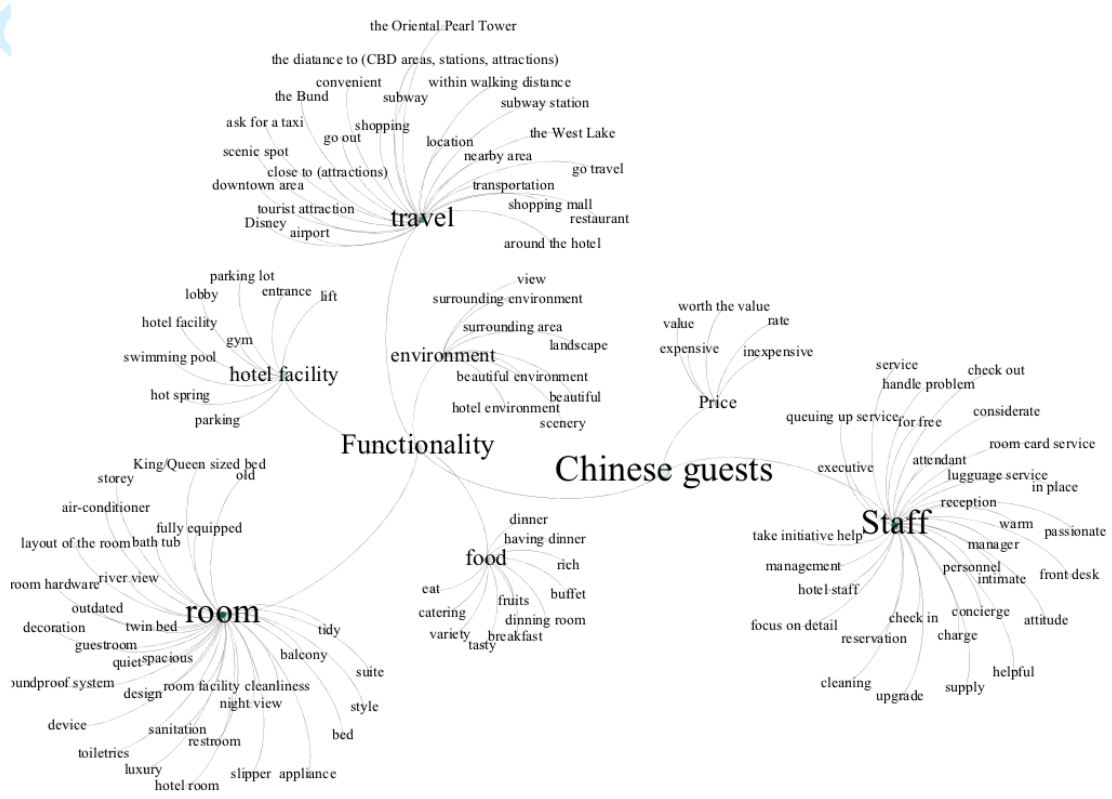 the Oriental Pearl Tower
the diatance to (CBD areas, stations, attractions)
convenient
within walking distance
the Bund
subway
subway station
ask for a taxi
shopping
go out
location
the West Lake
scenic spot
nearby area
close to (attractions)
go travel
downtown area
transportation
tourist attraction
shopping mall
Disney
travel
restaurant
airport
around the hotel
parking lot
lobby
entrance
lift
hotel facility
gym
swimming pool
hotel facility
hot spring
parking
view
surrounding environment
surrounding area
landscape
environment
beautiful environment
beautiful
hotel environment
scenery
worth the value
value
rate
expensive
inexpensive
Price
Functionality
Chinese guests
service
check out
handle problem
queuing up service
for free
considerate
room card service
executive
attendant
lugguage service
in place
reception
Staff
warm
passionate
take initiative help
manager
management
personnel
intimate
front desk
hotel staff
check in
concierge
attitude
focus on detail
reservation
charge
helpful
cleaning
upgrade
supply
King/Queen sized bed
storey
old
air-conditioner
fully equipped
layout of the room
bath tub
room hardware
river view
outdated
room
decoration
twin bed
tidy
guestroom
quiet
spacious
balcony
oundproof system
design
room facility
cleanliness
suite
night view
style
device
sanitation
restroom
bed
toiletries
luxury
slipper
appliance
hotel room
dinner
having dinner
food
rich
eat
fruits
buffet
catering
dinning room
variety
tasty
breakfast